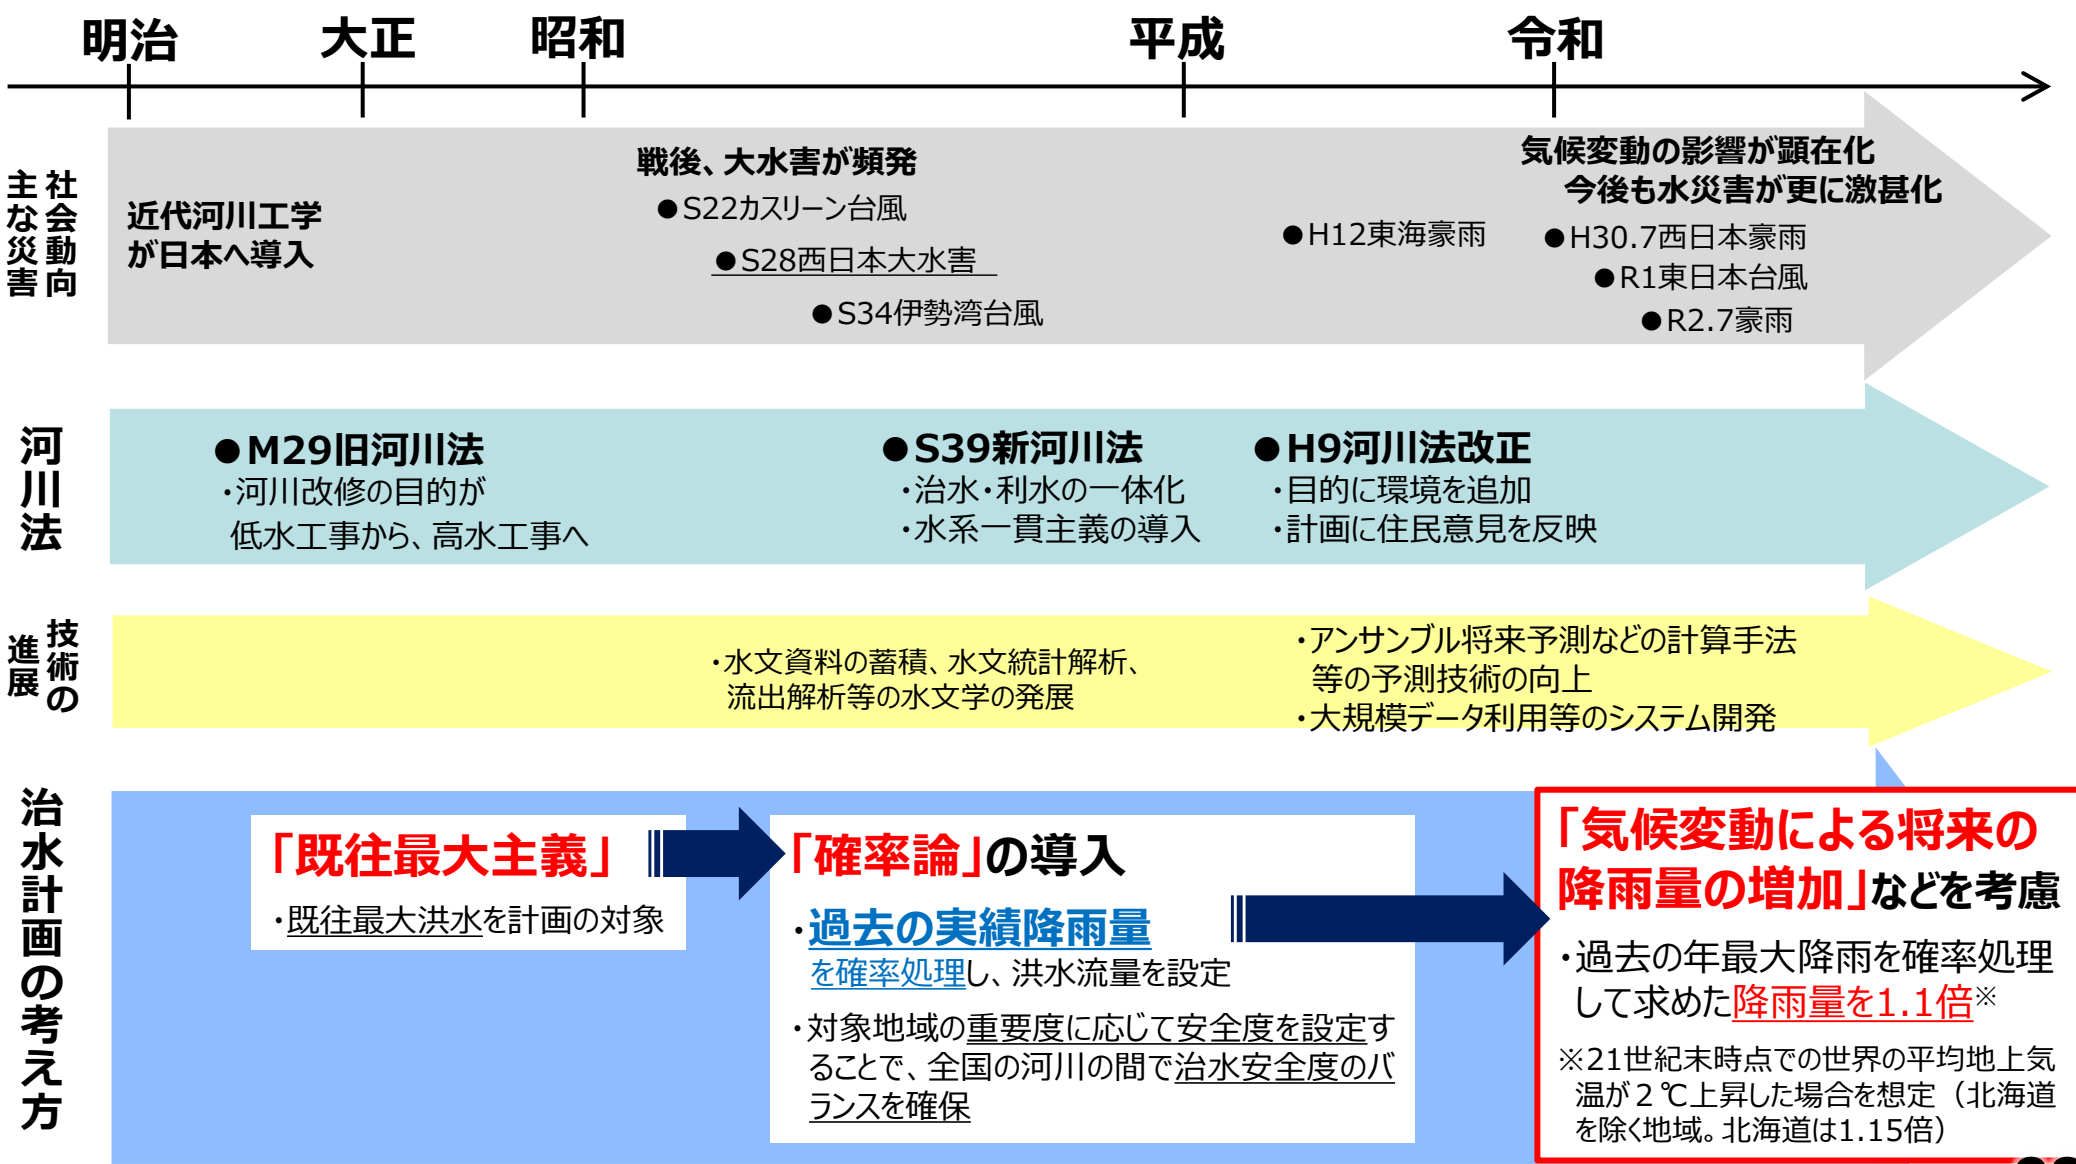 明治
大正
昭和
平成
令和
社会動向
主な災害
近代河川工学
が日本へ導入
戦後、大水害が頻発
●S22カスリーン台風
●S28西日本大水害
●S34伊勢湾台風
●H12東海豪雨
気候変動の影響が顕在化
今後も水災害が更に激甚化
●H30.7西日本豪雨
●R1東日本台風
●R2.7豪雨
河川法
●M29旧河川法
・河川改修の目的が
低水工事から、高水工事へ
●S39新河川法
・治水・利水の一体化
・水系一貫主義の導入
●H9河川法改正
・目的に環境を追加
・計画に住民意見を反映
技術の
進展
・水文資料の蓄積、水文統計解析、
流出解析等の水文学の発展
・アンサンブル将来予測などの計算手法
等の予測技術の向上
・大規模データ利用等のシステム開発
治水計画の考え方
「既往最大主義」
・既往最大洪水を計画の対象
「確率論」の導入
・過去の実績降雨量
を確率処理し、洪水流量を設定
・対象地域の重要度に応じて安全度を設定す
ることで、全国の河川の間で治水安全度のバ
ランスを確保
「気候変動による将来の
降雨量の増加」などを考慮
・過去の年最大降雨を確率処理
して求めた降雨量を1.1倍※
※21世紀末時点での世界の平均地上気
温が２℃上昇した場合を想定（北海道
を除く地域。北海道は1.15倍）